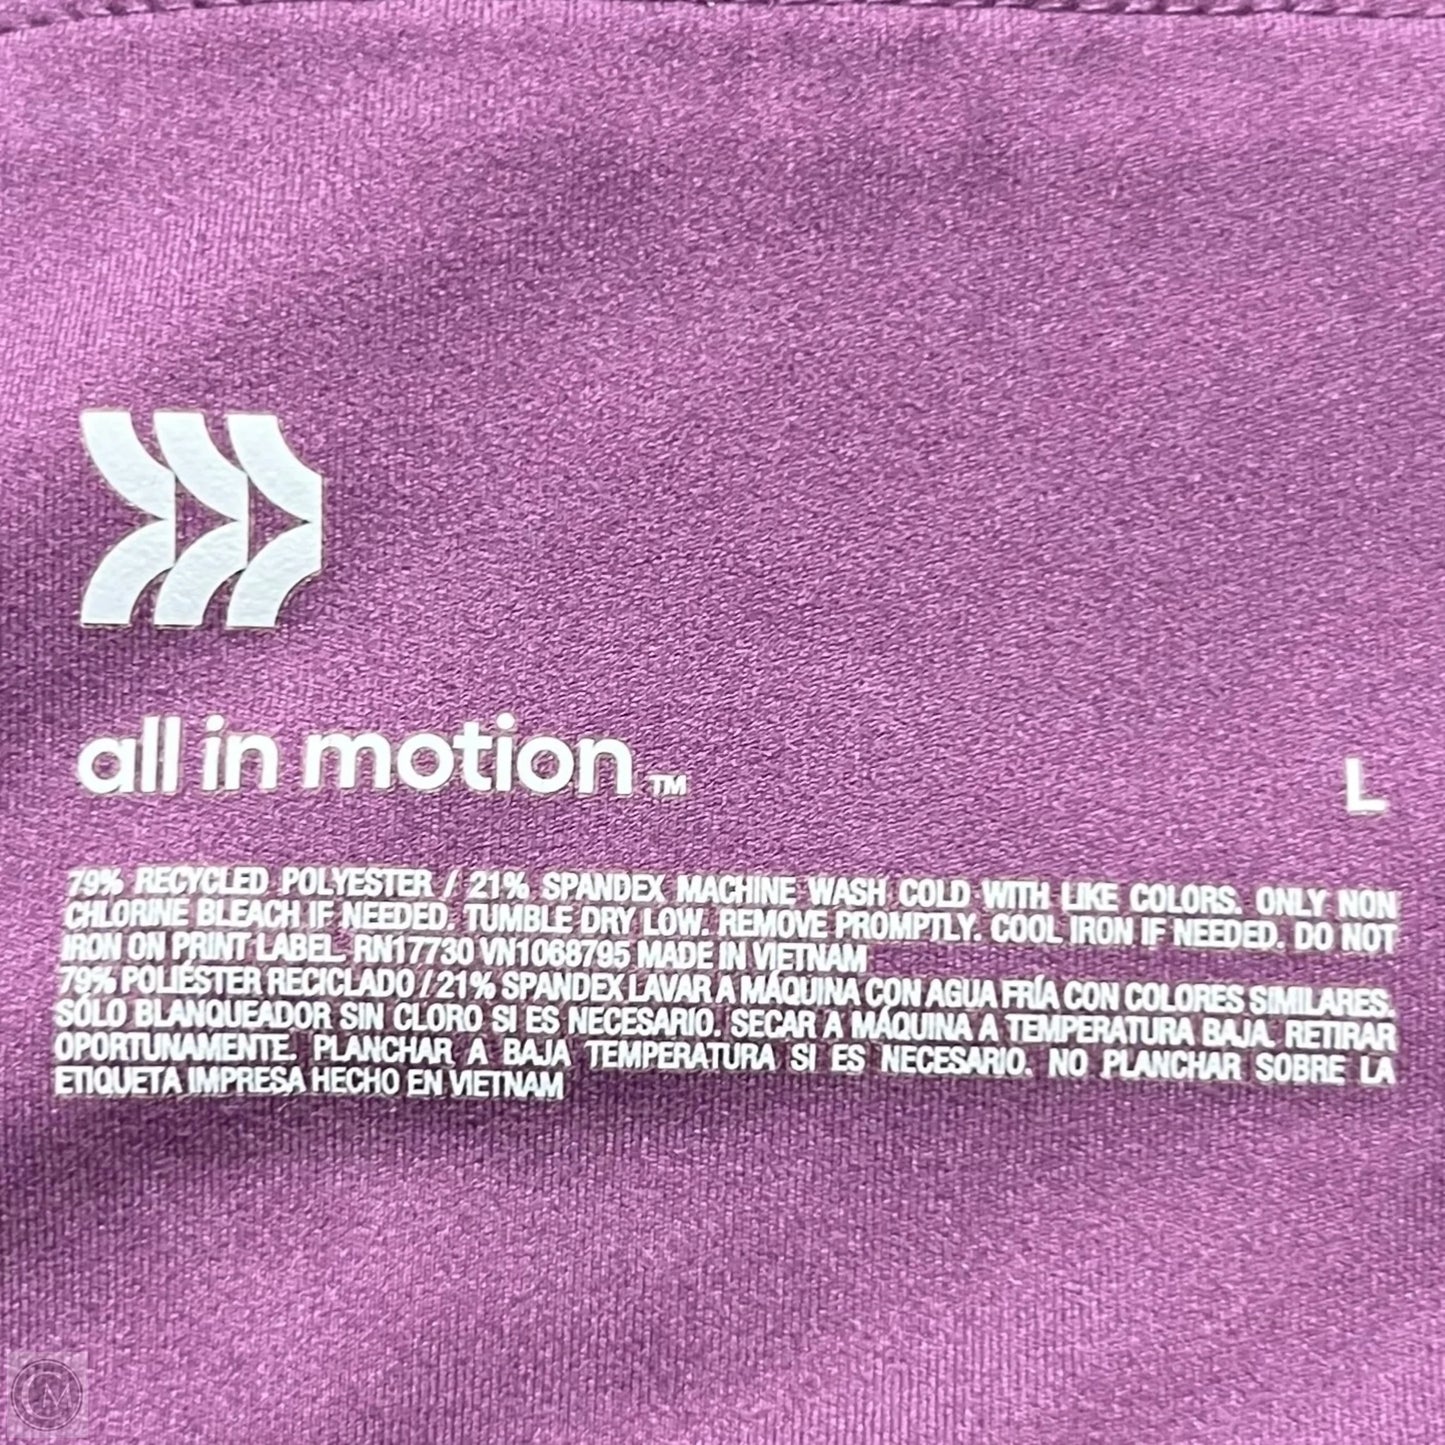 all in motion™
L
79% RECYCLED POLYESTER / 21% SPANDEX MACHINE WASH COLD WITH LIKE COLORS. ONLY NON
CHLORINE BLEACH IF NEEDED. TUMBLE DRY LOW. REMOVE PROMPTLY. COOL IRON IF NEEDED. DO NOT
IRON ON PRINT LABEL. RN17730 VN1068795 MADE IN VIETNAM
79% POLIÉSTER RECICLADO / 21% SPANDEX LAVAR A MÁQUINA CON AGUA FRÍA CON COLORES SIMILARES.
SÓLO BLANQUEADOR SIN CLORO SI ES NECESARIO. SECAR A MÁQUINA A TEMPERATURA BAJA. RETIRAR
OPORTUNAMENTE. PLANCHAR A BAJA TEMPERATURA SI ES NECESARIO. NO PLANCHAR SOBRE LA
ETIQUETA IMPRESA HECHO EN VIETNAM
CM